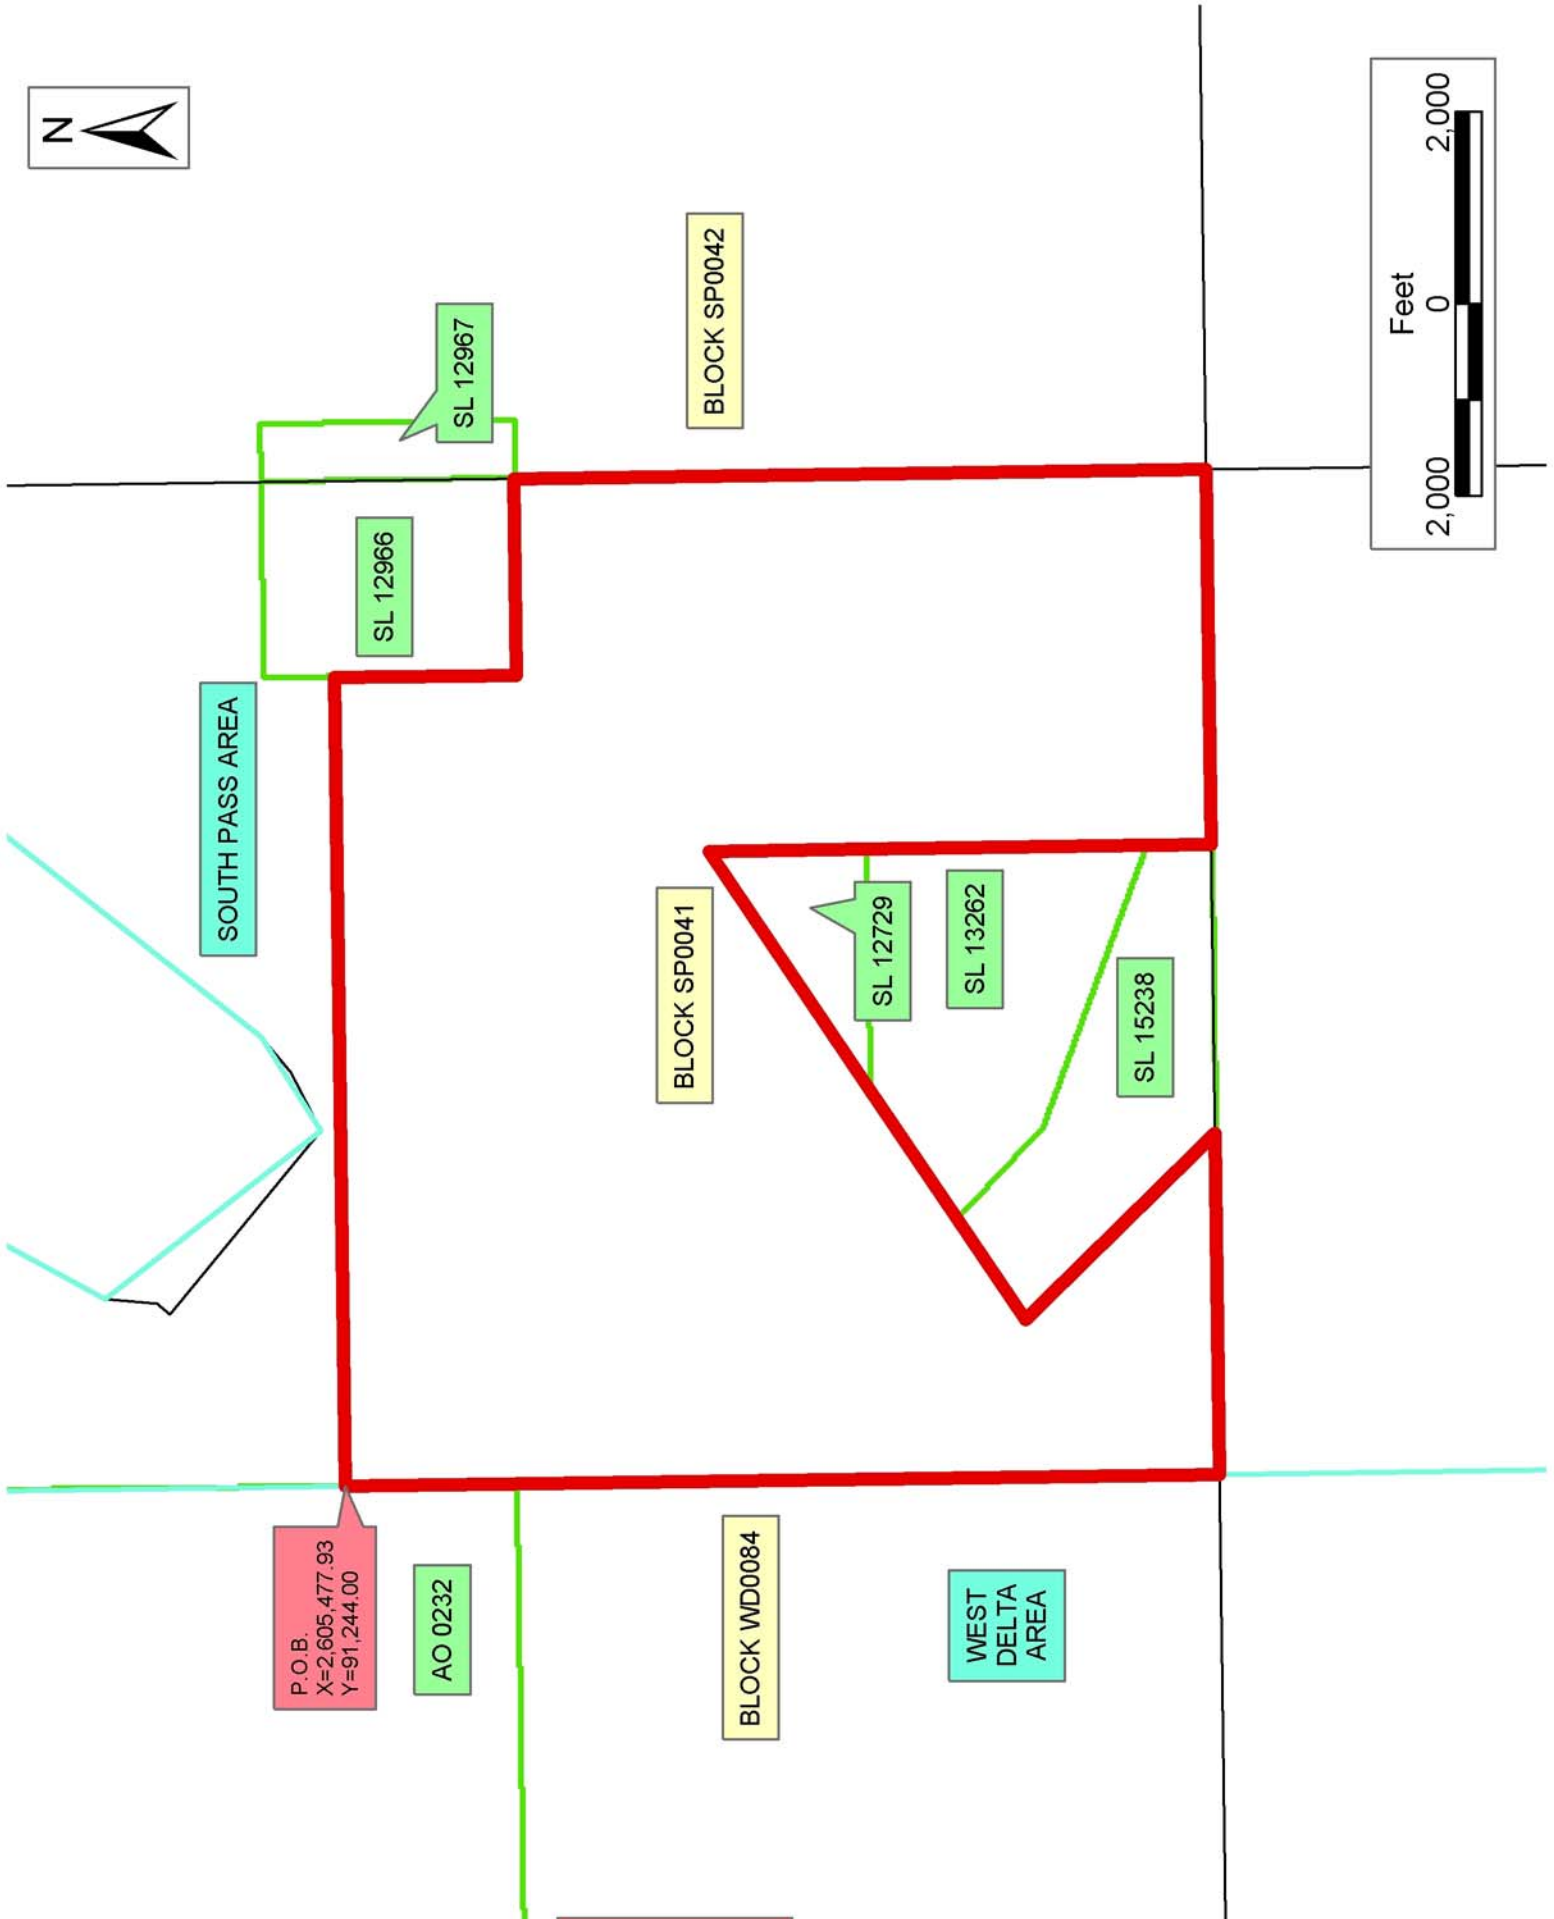 N
SOUTH PASS AREA
SL 12966
SL 12967
P.O.B.
X=2,605,477.93
Y=91,244.00
AO 0232
BLOCK SP0041
BLOCK SP0042
BLOCK WD0084
SL 12729
SL 13262
SL 15238
WEST
DELTA
AREA
Feet
2,000 0 2,000